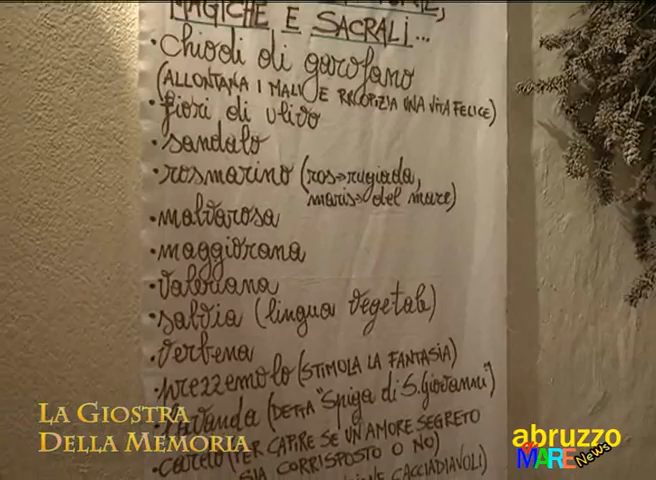 MAGICHE E SACRALI...
• chiodi di garofano
(ALLONTANA I MALI E PROPIZIA UNA VITA FELICE)
• fiori di ulivo
• sandalo
• rosmarino (ros=>rugiada,
maris=>del mare)
• malvarosa
• maggiorana
• valeriana
• salvia (lingua vegetale)
• verbena
• prezzemolo (STIMOLA LA FANTASIA)
• lavanda (DETTA "Spiga di S. Giovanni")
(PER CAPIRE SE UN'AMORE SEGRETO
SIA CORRISPOSTO O NO)
CACCIADIAVOLI)
LA GIOSTRA
DELLA MEMORIA
abruzzo
MARE News